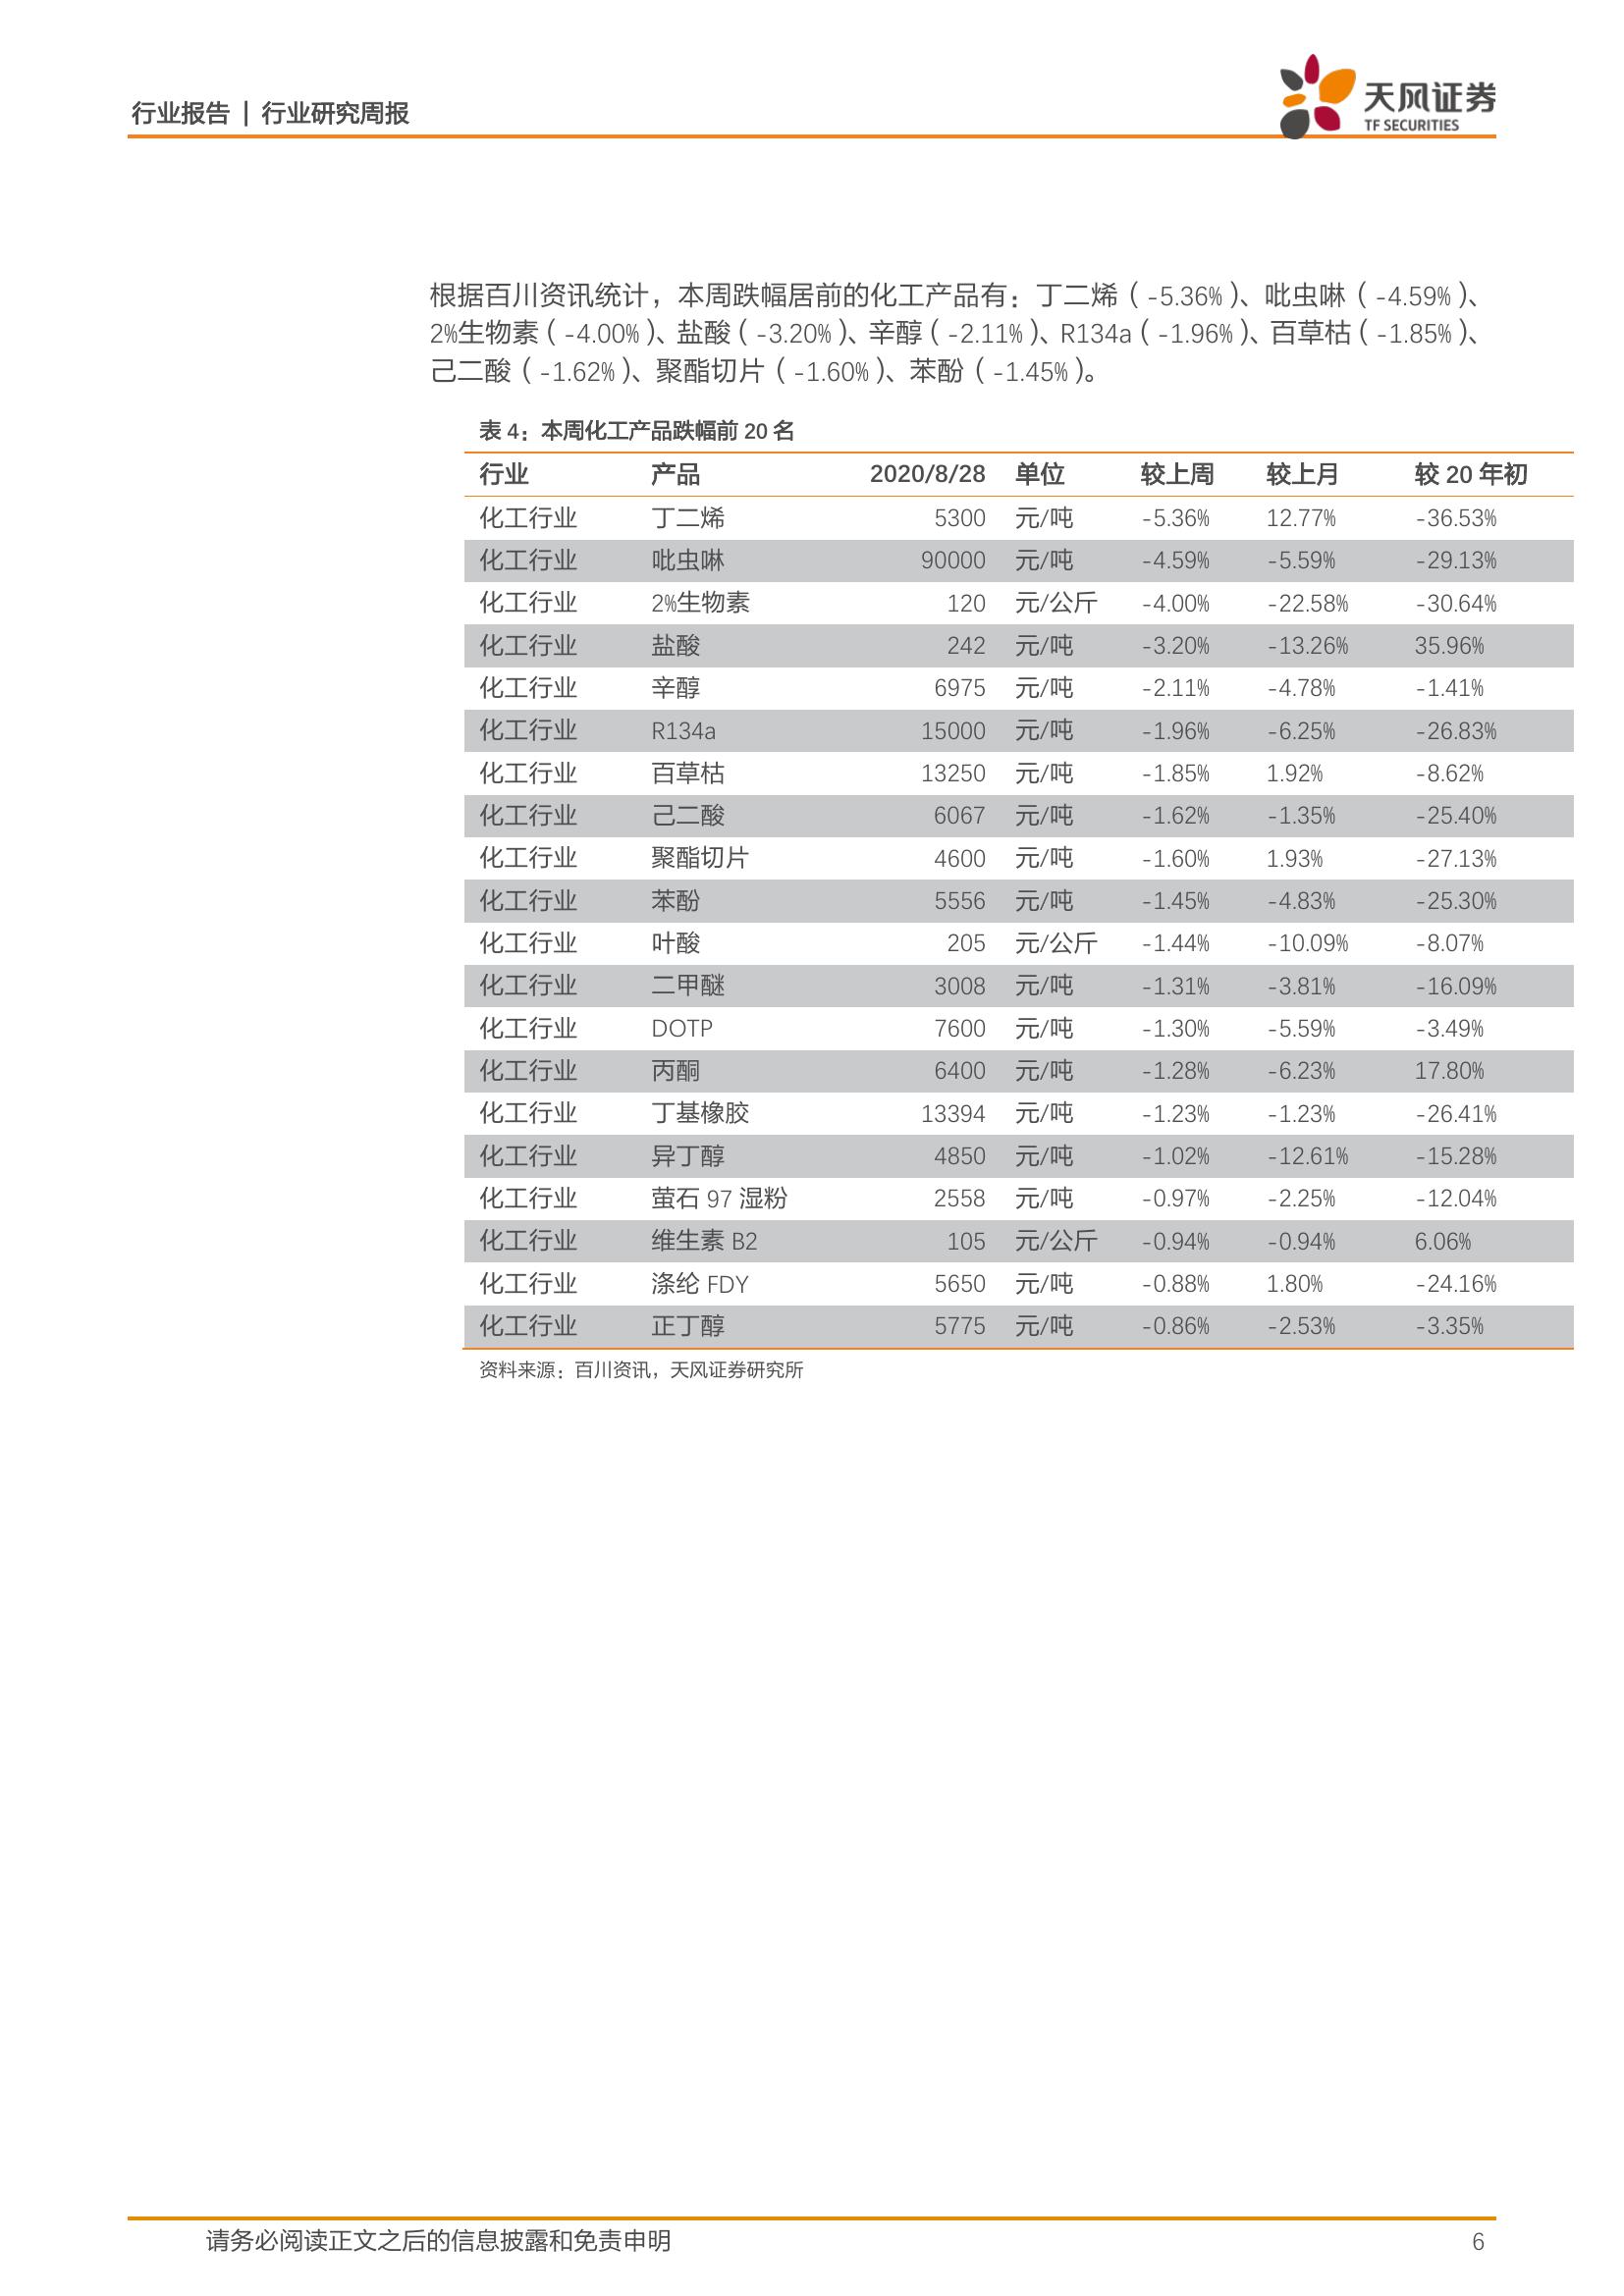 行业报告 | 行业研究周报
天风证券
TF SECURITIES
根据百川资讯统计，本周跌幅居前的化工产品有：丁二烯（-5.36%）、吡虫啉（-4.59%）、
2%生物素（-4.00%）、盐酸（-3.20%）、辛醇（-2.11%）、R134a（-1.96%）、百草枯（-1.85%）、
己二酸（-1.62%）、聚酯切片（-1.60%）、苯酚（-1.45%）。
表 4：本周化工产品跌幅前 20 名
行业 产品 2020/8/28 单位 较上周 较上月 较 20 年初
化工行业 丁二烯 5300 元/吨 -5.36% 12.77% -36.53%
化工行业 吡虫啉 90000 元/吨 -4.59% -5.59% -29.13%
化工行业 2%生物素 120 元/公斤 -4.00% -22.58% -30.64%
化工行业 盐酸 242 元/吨 -3.20% -13.26% 35.96%
化工行业 辛醇 6975 元/吨 -2.11% -4.78% -1.41%
化工行业 R134a 15000 元/吨 -1.96% -6.25% -26.83%
化工行业 百草枯 13250 元/吨 -1.85% 1.92% -8.62%
化工行业 己二酸 6067 元/吨 -1.62% -1.35% -25.40%
化工行业 聚酯切片 4600 元/吨 -1.60% 1.93% -27.13%
化工行业 苯酚 5556 元/吨 -1.45% -4.83% -25.30%
化工行业 叶酸 205 元/公斤 -1.44% -10.09% -8.07%
化工行业 二甲醚 3008 元/吨 -1.31% -3.81% -16.09%
化工行业 DOTP 7600 元/吨 -1.30% -5.59% -3.49%
化工行业 丙酮 6400 元/吨 -1.28% -6.23% 17.80%
化工行业 丁基橡胶 13394 元/吨 -1.23% -1.23% -26.41%
化工行业 异丁醇 4850 元/吨 -1.02% -12.61% -15.28%
化工行业 萤石 97 湿粉 2558 元/吨 -0.97% -2.25% -12.04%
化工行业 维生素 B2 105 元/公斤 -0.94% -0.94% 6.06%
化工行业 涤纶 FDY 5650 元/吨 -0.88% 1.80% -24.16%
化工行业 正丁醇 5775 元/吨 -0.86% -2.53% -3.35%
资料来源：百川资讯，天风证券研究所
请务必阅读正文之后的信息披露和免责申明 6